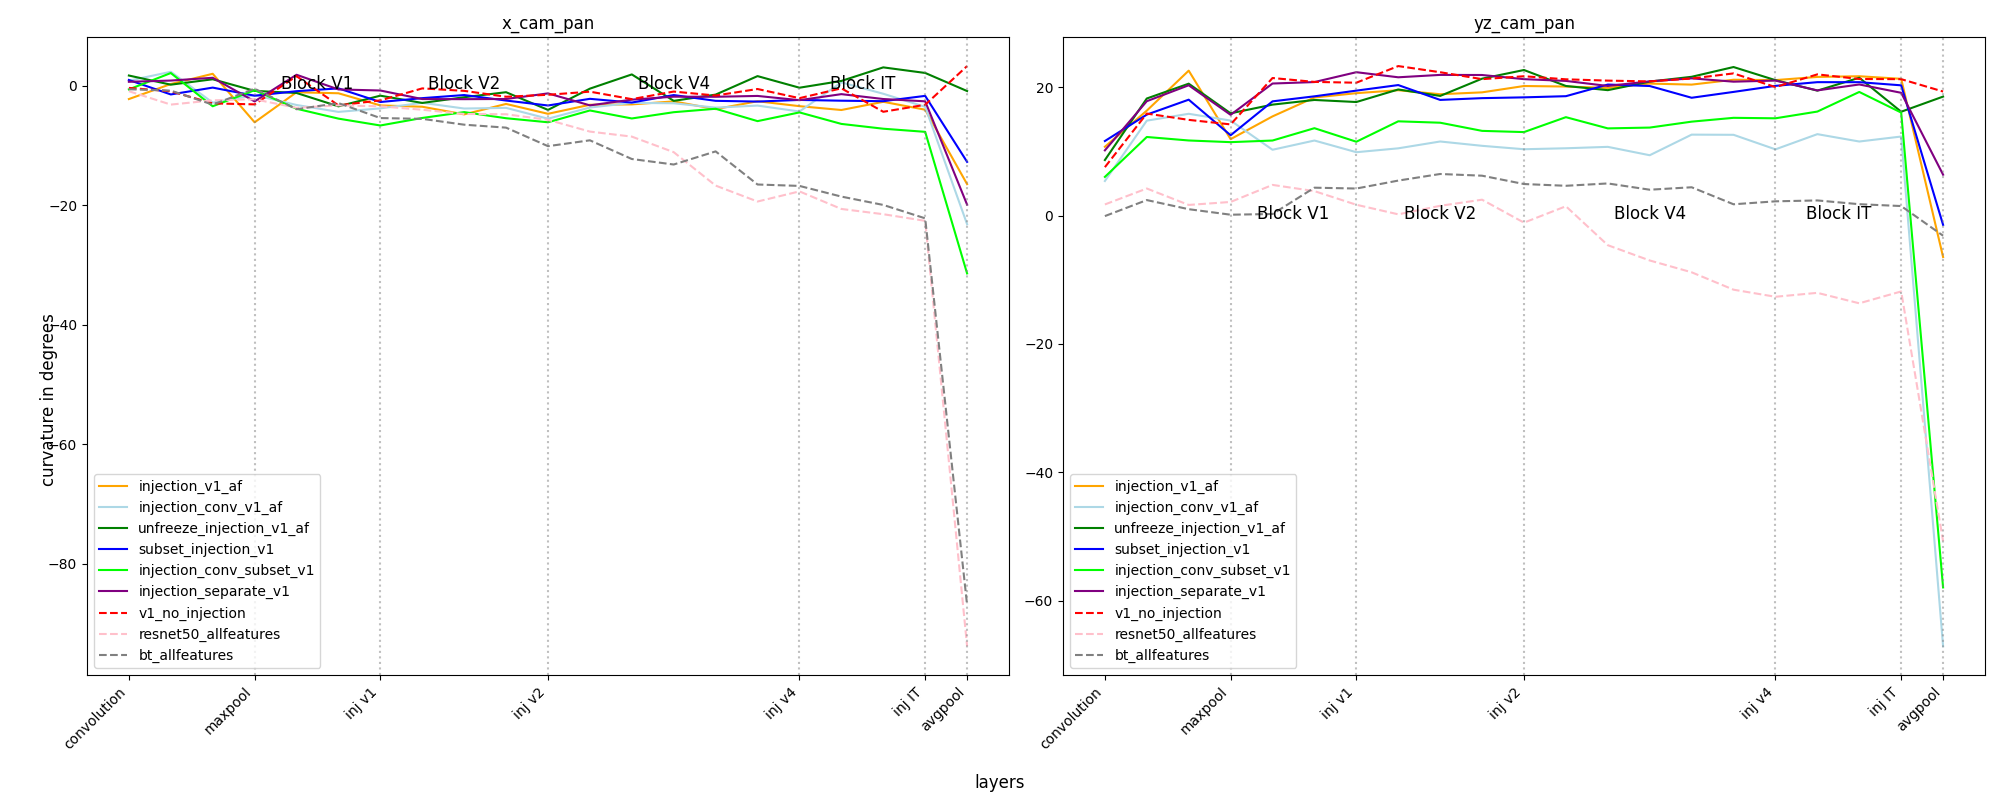 x_cam_pan
0
−20
−40
−60
−80
curvature in degrees
Block V1
Block V2
Block V4
Block IT
injection_v1_af
injection_conv_v1_af
unfreeze_injection_v1_af
subset_injection_v1
injection_conv_subset_v1
injection_separate_v1
v1_no_injection
resnet50_allfeatures
bt_allfeatures
convolution
maxpool
inj v1
inj v2
inj v4
inj IT
avgpool
yz_cam_pan
20
0
−20
−40
−60
Block V1
Block V2
Block V4
Block IT
injection_v1_af
injection_conv_v1_af
unfreeze_injection_v1_af
subset_injection_v1
injection_conv_subset_v1
injection_separate_v1
v1_no_injection
resnet50_allfeatures
bt_allfeatures
convolution
maxpool
inj v1
inj v2
inj v4
inj IT
avgpool
layers